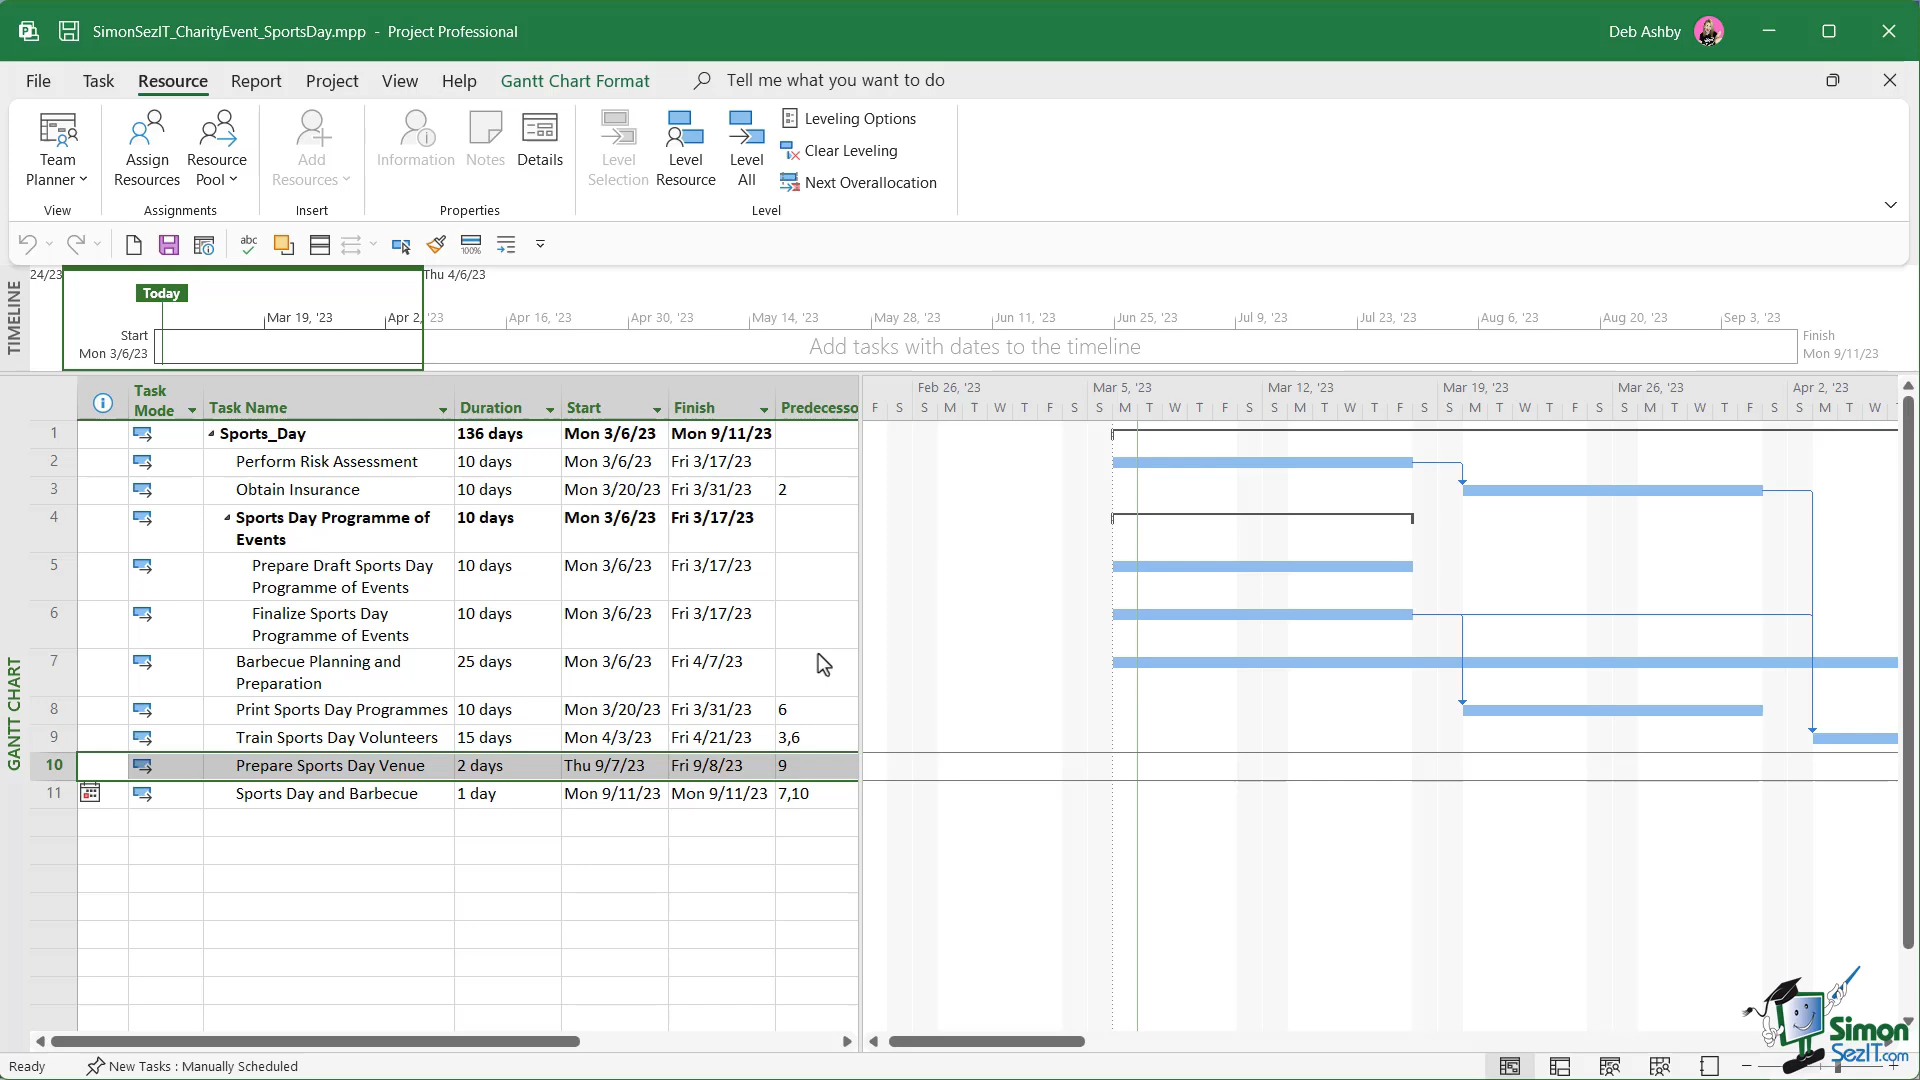 SimonSezIT_CharityEvent_SportsDay.mpp - Project Professional
Deb Ashby
File Task Resource Report Project View Help Gantt Chart Format Tell me what you want to do
Team Planner
Assign Resources
Resource Pool
Add Resources
Information
Notes
Details
Level Selection
Level Resource
Level All
Leveling Options
Clear Leveling
Next Overallocation
View Assignments Insert Properties Level
abc
100%
TIMELINE
24/23
Thu 4/6/23
Today
Mar 19, '23 Apr 2, '23 Apr 16, '23 Apr 30, '23 May 14, '23 May 28, '23 Jun 11, '23 Jun 25, '23 Jul 9, '23 Jul 23, '23 Aug 6, '23 Aug 20, '23 Sep 3, '23
Start
Mon 3/6/23
Add tasks with dates to the timeline
Finish
Mon 9/11/23
GANTT CHART
Task Mode Task Name Duration Start Finish Predecesso
Feb 26, '23 Mar 5, '23 Mar 12, '23 Mar 19, '23 Mar 26, '23 Apr 2, '23
F S S M T W T F S S M T W T F S S M T W T F S S M T W T F S S M T W T F S S M T W
1 Sports_Day 136 days Mon 3/6/23 Mon 9/11/23
2 Perform Risk Assessment 10 days Mon 3/6/23 Fri 3/17/23
3 Obtain Insurance 10 days Mon 3/20/23 Fri 3/31/23 2
4 Sports Day Programme of Events 10 days Mon 3/6/23 Fri 3/17/23
5 Prepare Draft Sports Day Programme of Events 10 days Mon 3/6/23 Fri 3/17/23
6 Finalize Sports Day Programme of Events 10 days Mon 3/6/23 Fri 3/17/23
7 Barbecue Planning and Preparation 25 days Mon 3/6/23 Fri 4/7/23
8 Print Sports Day Programmes 10 days Mon 3/20/23 Fri 3/31/23 6
9 Train Sports Day Volunteers 15 days Mon 4/3/23 Fri 4/21/23 3,6
10 Prepare Sports Day Venue 2 days Thu 9/7/23 Fri 9/8/23 9
11 Sports Day and Barbecue 1 day Mon 9/11/23 Mon 9/11/23 7,10
Simon
SezIT.com
Ready New Tasks : Manually Scheduled